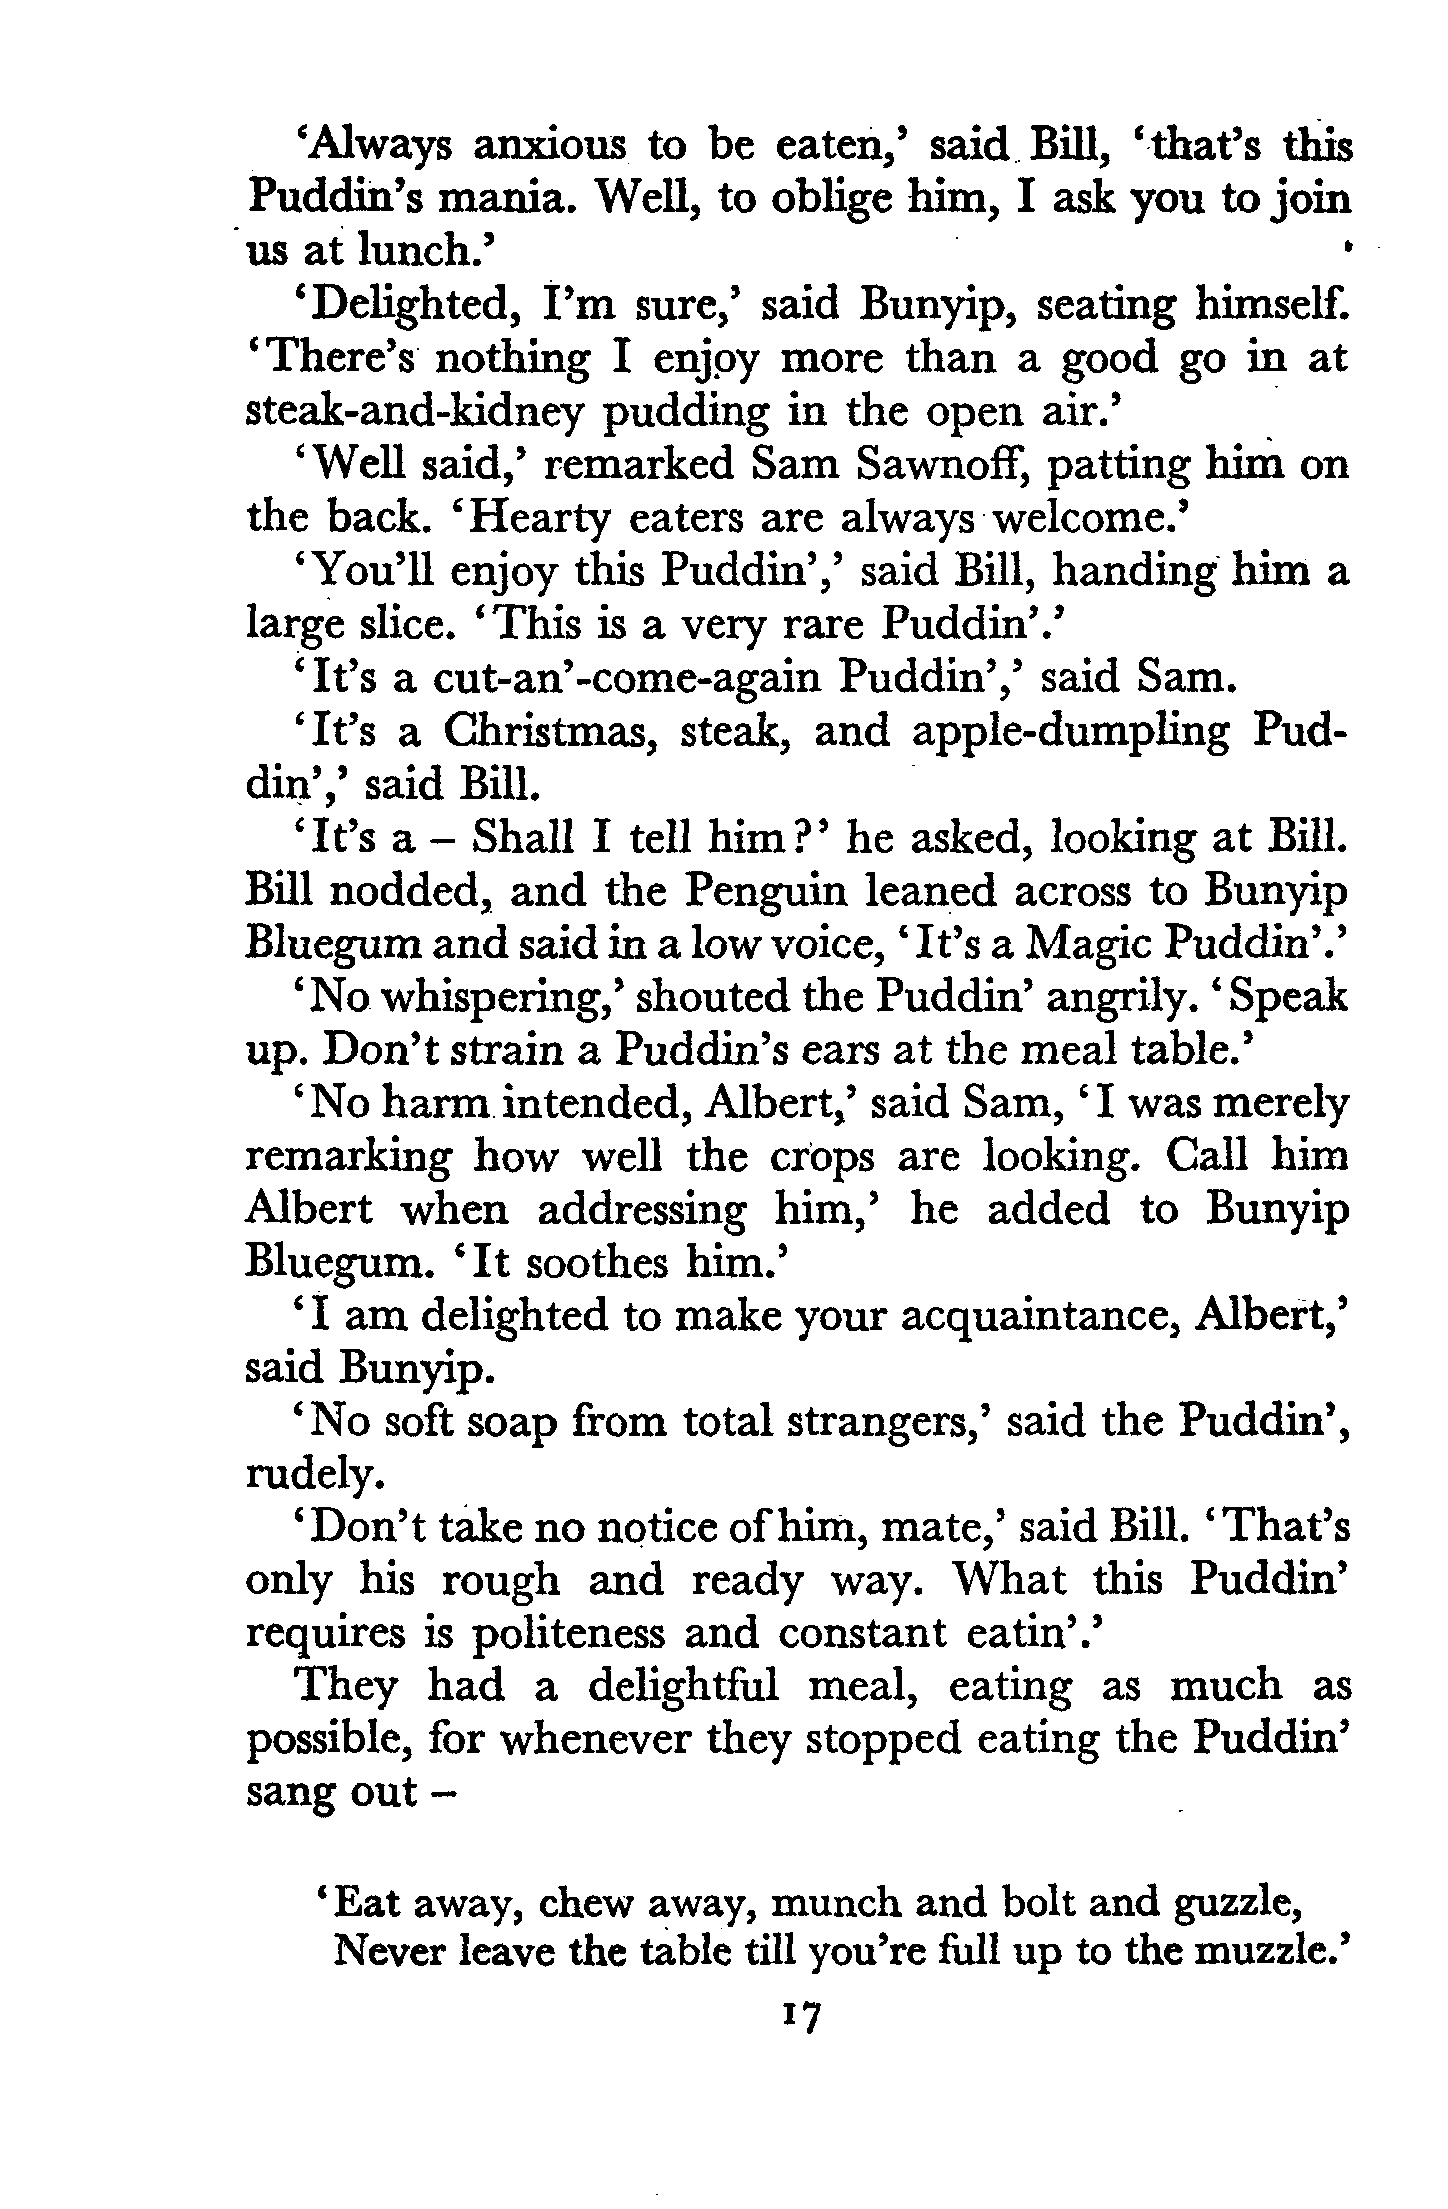 ‘Always anxious to be eaten,’ said Bill, ‘that’s this
Puddin’s mania. Well, to oblige him, I ask you to join
us at lunch.’
‘Delighted, I’m sure,’ said Bunyip, seating himself.
‘There’s nothing I enjoy more than a good go in at
steak-and-kidney pudding in the open air.’
‘Well said,’ remarked Sam Sawnoff, patting him on
the back. ‘Hearty eaters are always welcome.’
‘You’ll enjoy this Puddin’,’ said Bill, handing him a
large slice. ‘This is a very rare Puddin’.’
‘It’s a cut-an’-come-again Puddin’,’ said Sam.
‘It’s a Christmas, steak, and apple-dumpling Pud-
din’,’ said Bill.
‘It’s a – Shall I tell him?’ he asked, looking at Bill.
Bill nodded, and the Penguin leaned across to Bunyip
Bluegum and said in a low voice, ‘It’s a Magic Puddin’.’
‘No whispering,’ shouted the Puddin’ angrily. ‘Speak
up. Don’t strain a Puddin’s ears at the meal table.’
‘No harm intended, Albert,’ said Sam, ‘I was merely
remarking how well the crops are looking. Call him
Albert when addressing him,’ he added to Bunyip
Bluegum. ‘It soothes him.’
‘I am delighted to make your acquaintance, Albert,’
said Bunyip.
‘No soft soap from total strangers,’ said the Puddin’,
rudely.
‘Don’t take no notice of him, mate,’ said Bill. ‘That’s
only his rough and ready way. What this Puddin’
requires is politeness and constant eatin’.’
They had a delightful meal, eating as much as
possible, for whenever they stopped eating the Puddin’
sang out –
‘Eat away, chew away, munch and bolt and guzzle,
Never leave the table till you’re full up to the muzzle.’
17